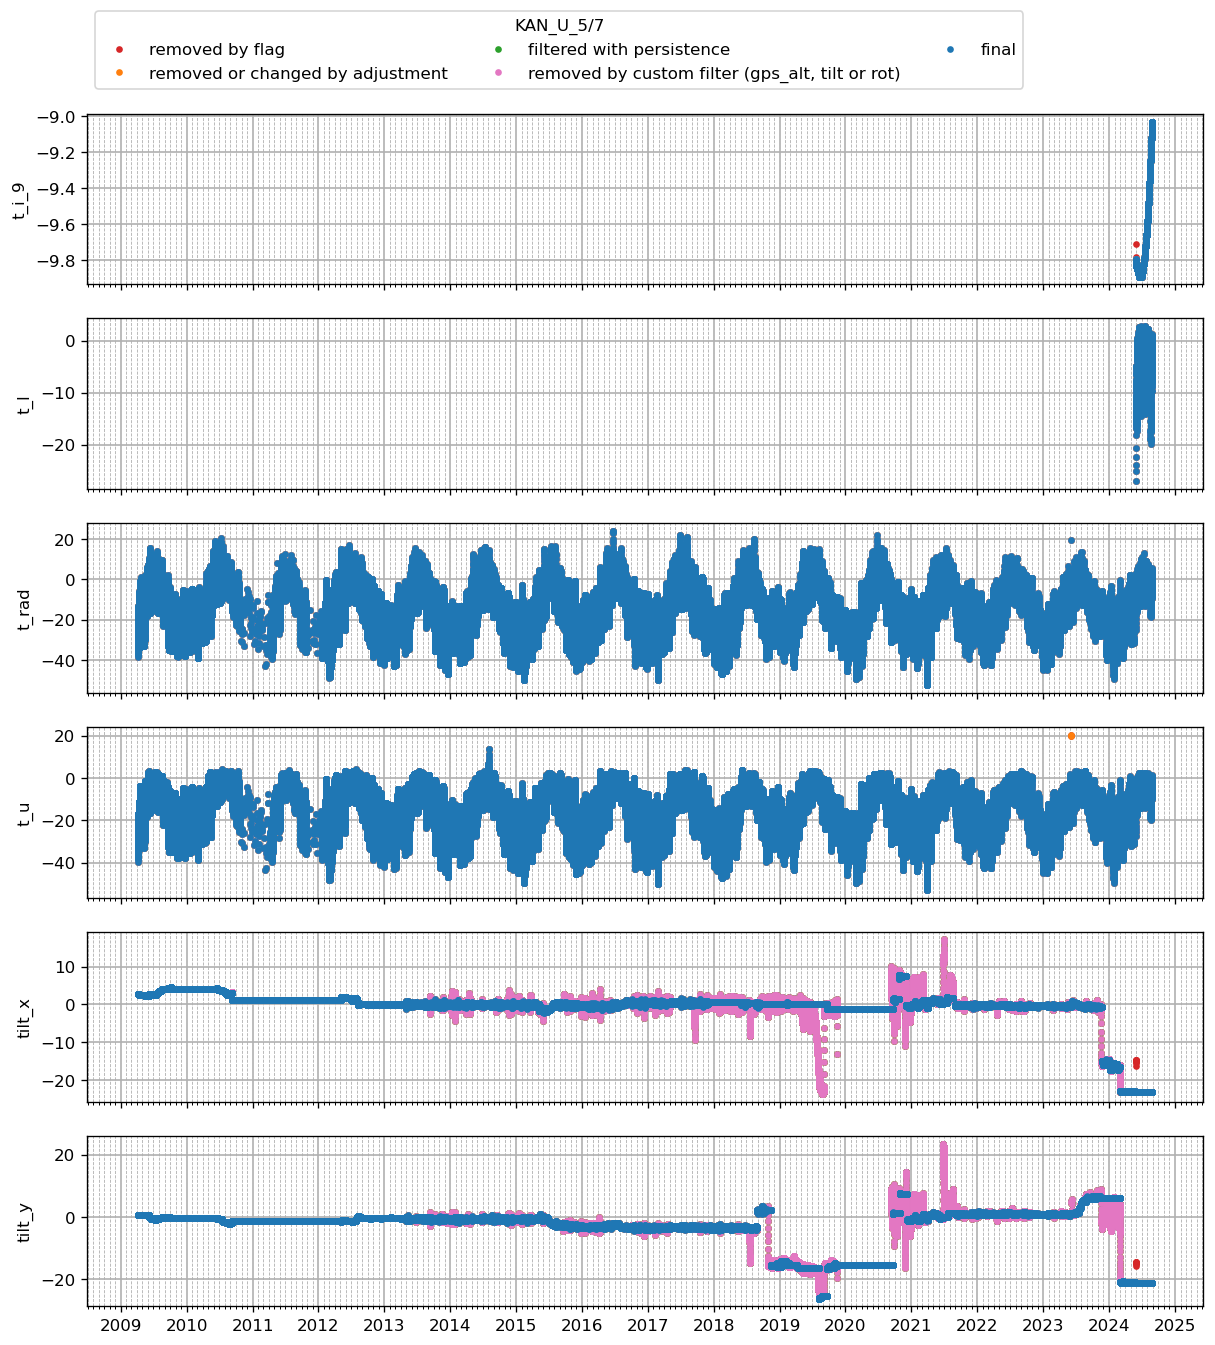 KAN_U_5/7
removed by flag
filtered with persistence
final
removed or changed by adjustment
removed by custom filter (gps_alt, tilt or rot)
−9.0
−9.2
−9.4
−9.6
−9.8
t_i_9
0
−10
−20
t_l
20
0
−20
−40
t_rad
20
0
−20
−40
t_u
10
0
−10
−20
tilt_x
20
0
−20
tilt_y
2009 2010 2011 2012 2013 2014 2015 2016 2017 2018 2019 2020 2021 2022 2023 2024 2025